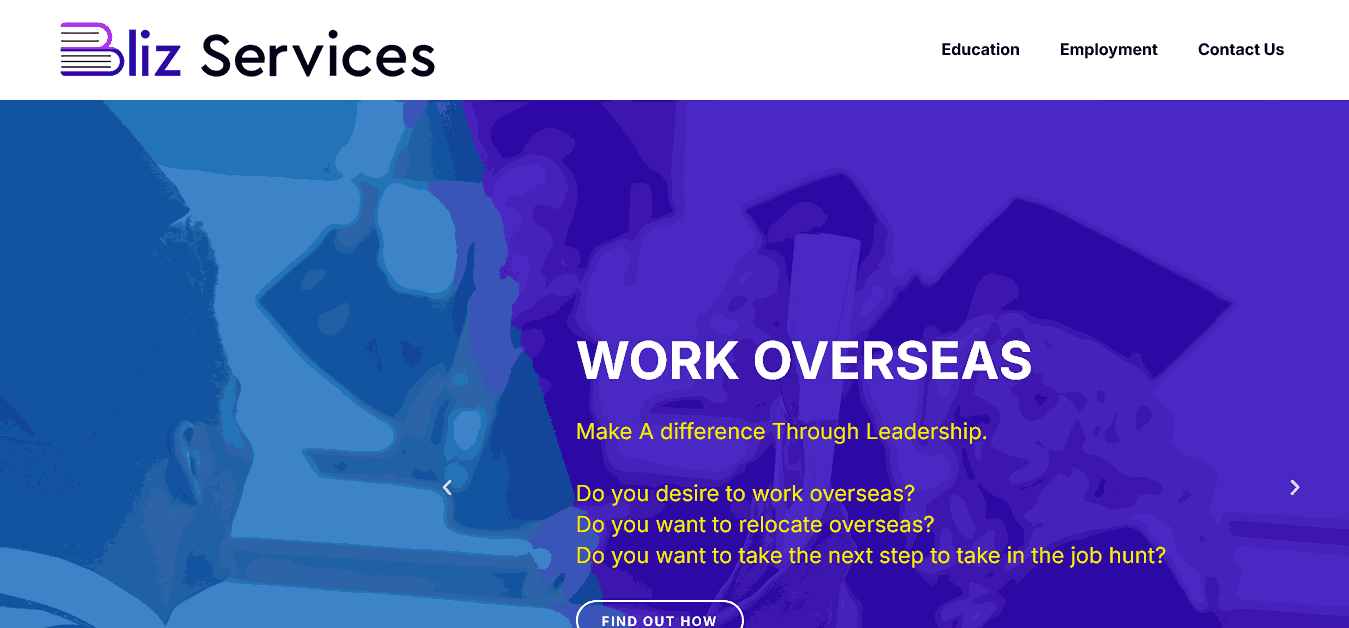 Bliz Services
Education
Employment
Contact Us
WORK OVERSEAS
Make A difference Through Leadership.
Do you desire to work overseas?
Do you want to relocate overseas?
Do you want to take the next step to take in the job hunt?
FIND OUT HOW